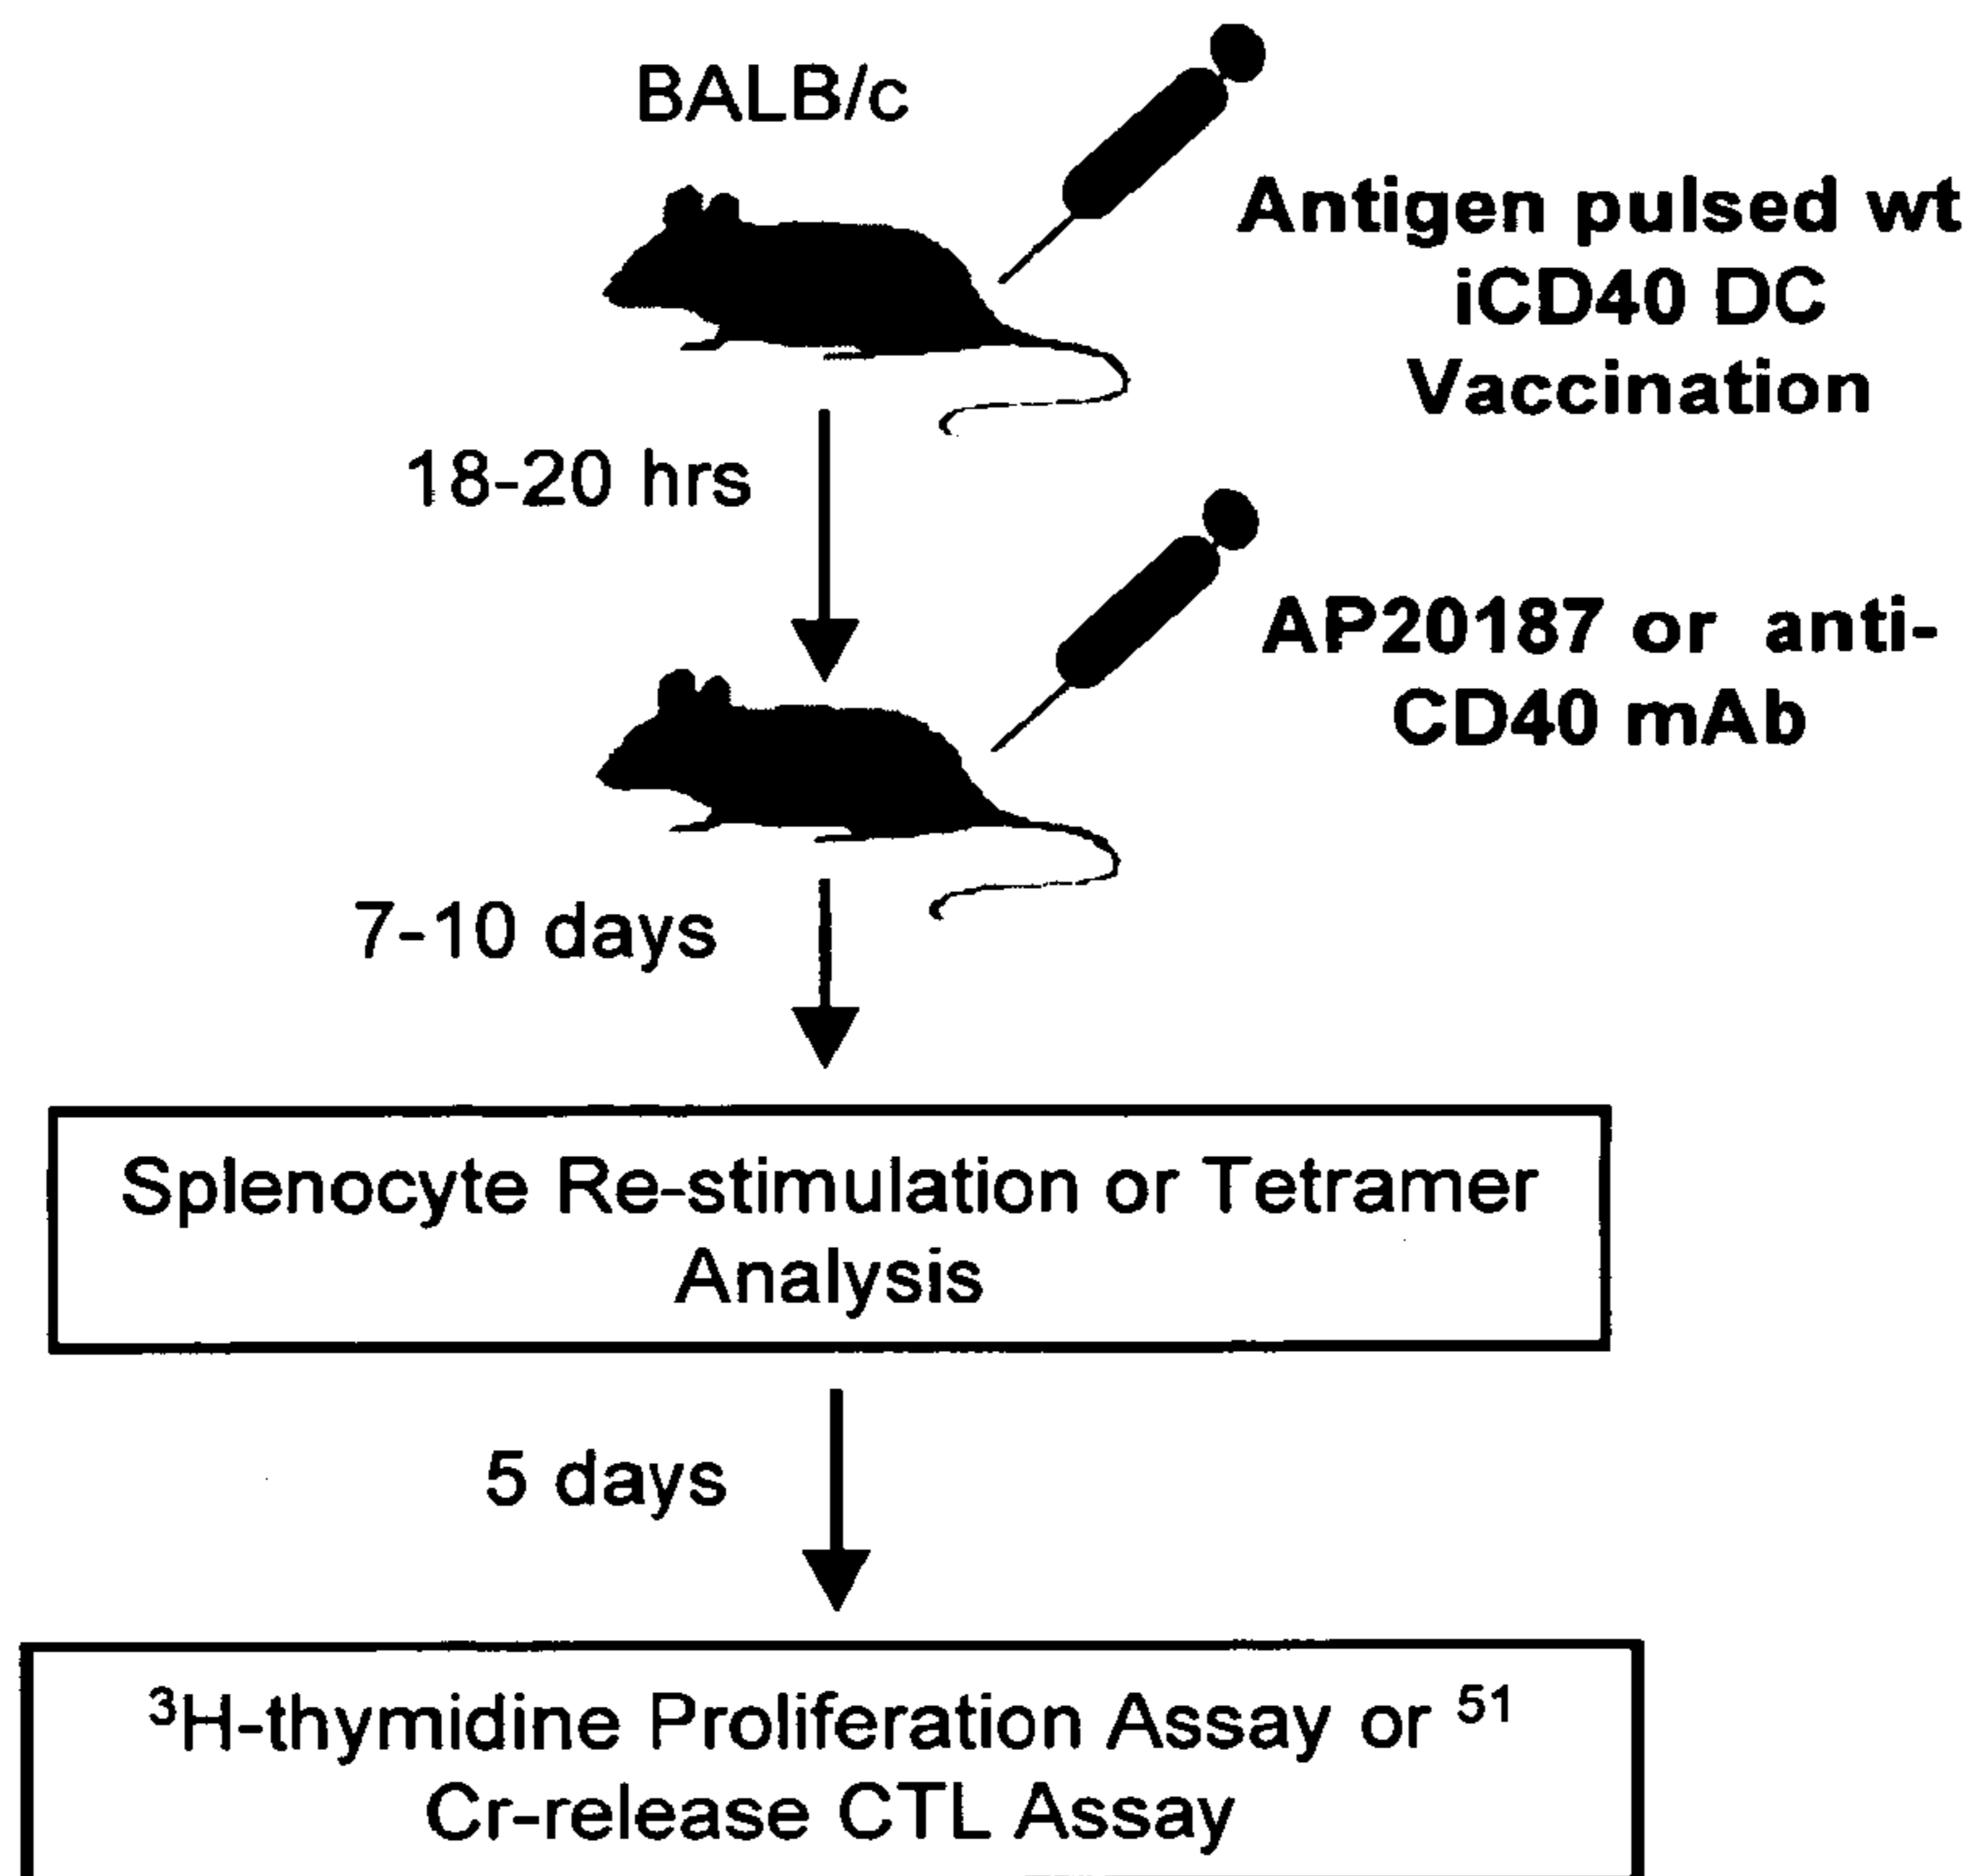 BALB/c
Antigen pulsed wt
iCD40 DC
Vaccination
18-20 hrs
AP20187 or anti-
CD40 mAb
7-10 days
Splenocyte Re-stimulation or Tetramer
Analysis
5 days
³H-thymidine Proliferation Assay or ⁵¹
Cr-release CTL Assay